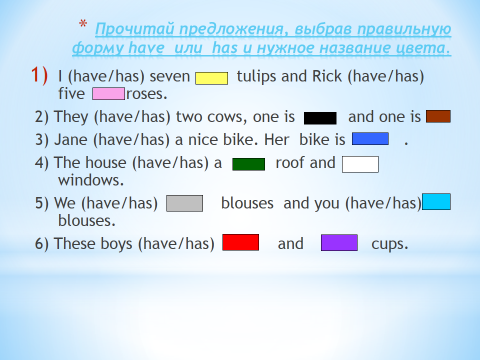 * Прочитай предложения, выбрав правильную
форму have или has и нужное название цвета.
1) I (have/has) seven tulips and Rick (have/has)
five roses.
2) They (have/has) two cows, one is and one is
3) Jane (have/has) a nice bike. Her bike is .
4) The house (have/has) a roof and
windows.
5) We (have/has) blouses and you (have/has)
blouses.
6) These boys (have/has) and cups.